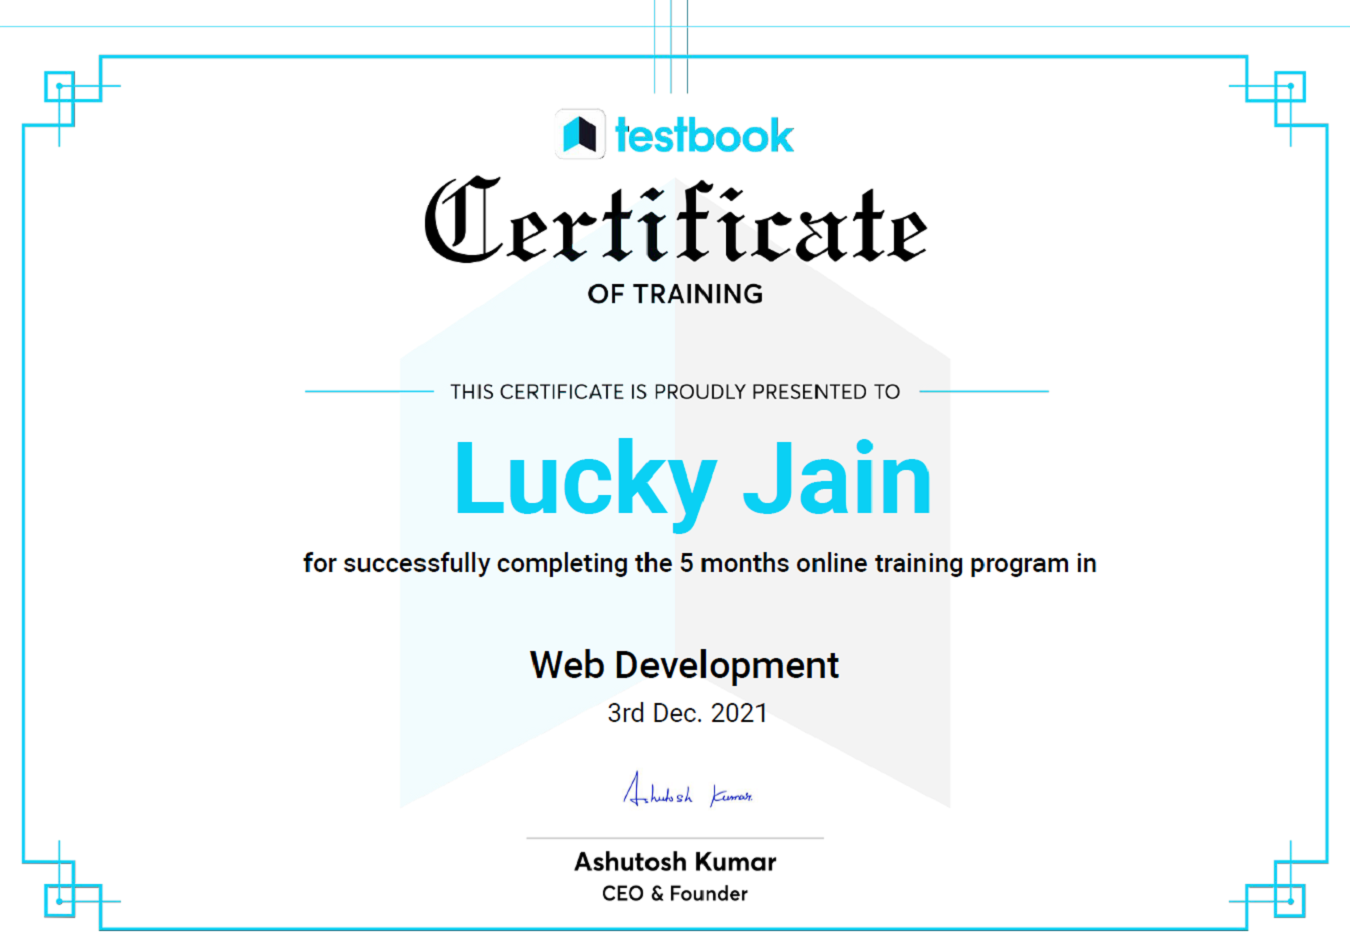 testbook
Certificate
OF TRAINING
THIS CERTIFICATE IS PROUDLY PRESENTED TO
Lucky Jain
for successfully completing the 5 months online training program in
Web Development
3rd Dec. 2021
Ashutosh Kumar
Ashutosh Kumar
CEO & Founder